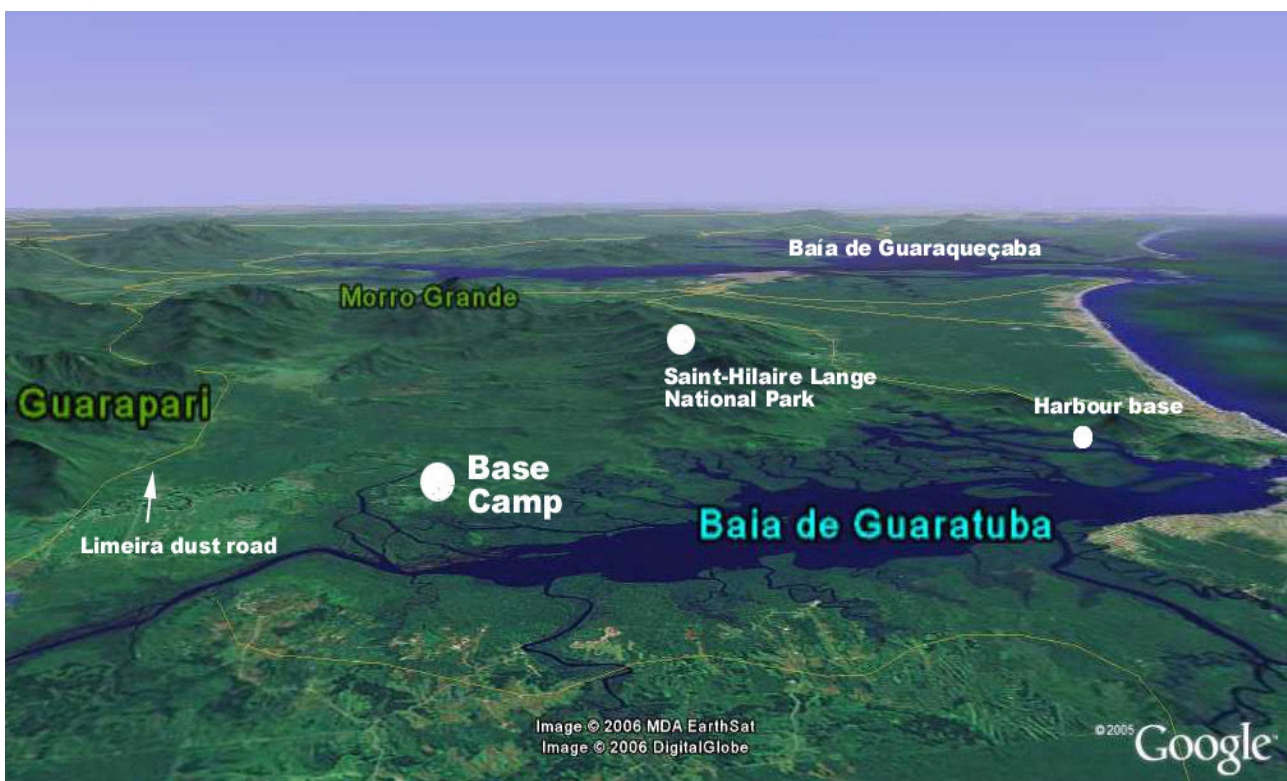 Baía de Guaraqueçaba
Morro Grande
Saint-Hilaire Lange
National Park
Guarapari
Harbour base
Base
Camp
Baia de Guaratuba
Limeira dust road
Image © 2006 MDA EarthSat
Image © 2006 DigitalGlobe
©2005 Google™